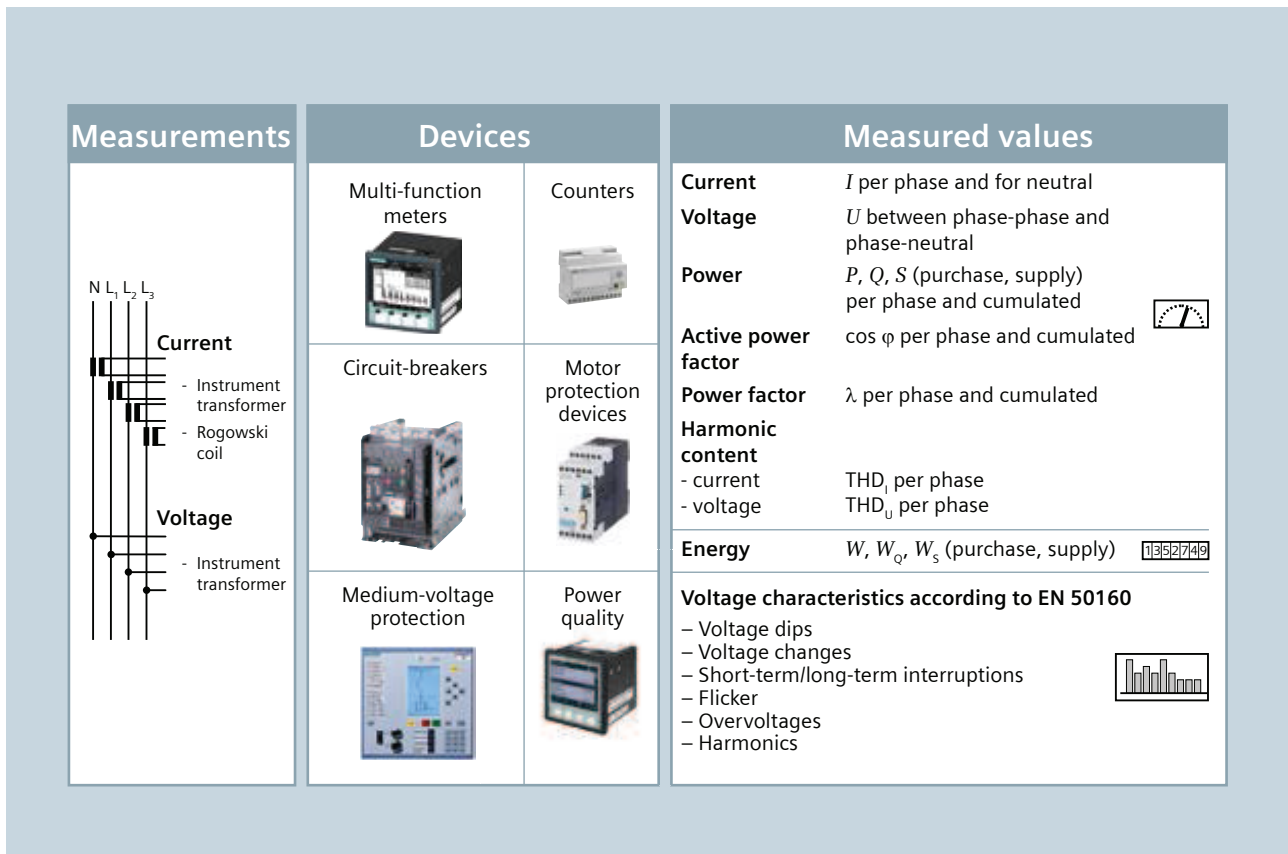 Measurements
N L1 L2 L3
Current
- Instrument
transformer
- Rogowski
coil
Voltage
- Instrument
transformer
Devices
Multi-function
meters
Counters
Circuit-breakers
Motor
protection
devices
Medium-voltage
protection
Power
quality
Measured values
Current I per phase and for neutral
Voltage U between phase-phase and
phase-neutral
Power P, Q, S (purchase, supply)
per phase and cumulated
Active power cos φ per phase and cumulated
factor
Power factor λ per phase and cumulated
Harmonic
content
- current THDI per phase
- voltage THDU per phase
Energy W, WQ, WS (purchase, supply) 1352749
Voltage characteristics according to EN 50160
– Voltage dips
– Voltage changes
– Short-term/long-term interruptions
– Flicker
– Overvoltages
– Harmonics